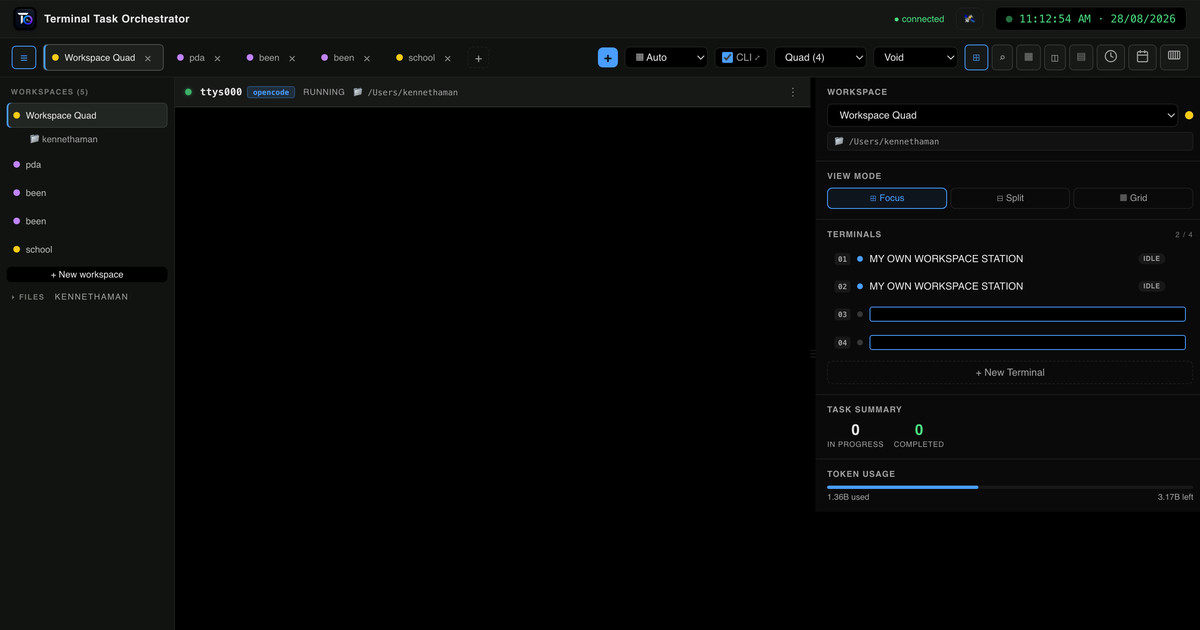 Terminal Task Orchestrator
connected
11:12:54 AM · 28/08/2026
Workspace Quad ×
pda ×
been ×
been ×
school ×
+
+
Auto
CLI
Quad (4)
Void
WORKSPACES (5)
Workspace Quad
kennethaman
pda
been
been
school
+ New workspace
FILES KENNETHAMAN
ttys000 opencode RUNNING /Users/kennethaman
WORKSPACE
Workspace Quad
/Users/kennethaman
VIEW MODE
Focus Split Grid
TERMINALS 2 / 4
01 MY OWN WORKSPACE STATION IDLE
02 MY OWN WORKSPACE STATION IDLE
03
04
+ New Terminal
TASK SUMMARY
0 0
IN PROGRESS COMPLETED
TOKEN USAGE
1.36B used 3.17B left